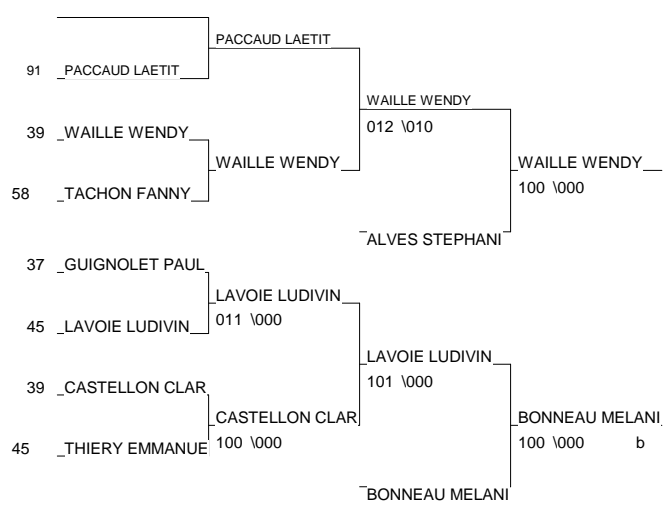 PACCAUD LAETIT
91 PACCAUD LAETIT
WAILLE WENDY
012 \010
39 WAILLE WENDY
WAILLE WENDY
WAILLE WENDY
100 \000
58 TACHON FANNY
ALVES STEPHANI
37 GUIGNOLET PAUL
LAVOIE LUDIVIN
011 \000
45 LAVOIE LUDIVIN
LAVOIE LUDIVIN
101 \000
39 CASTELLON CLAR
CASTELLON CLAR
100 \000
BONNEAU MELANI
100 \000 b
45 THIERY EMMANUE
BONNEAU MELANI